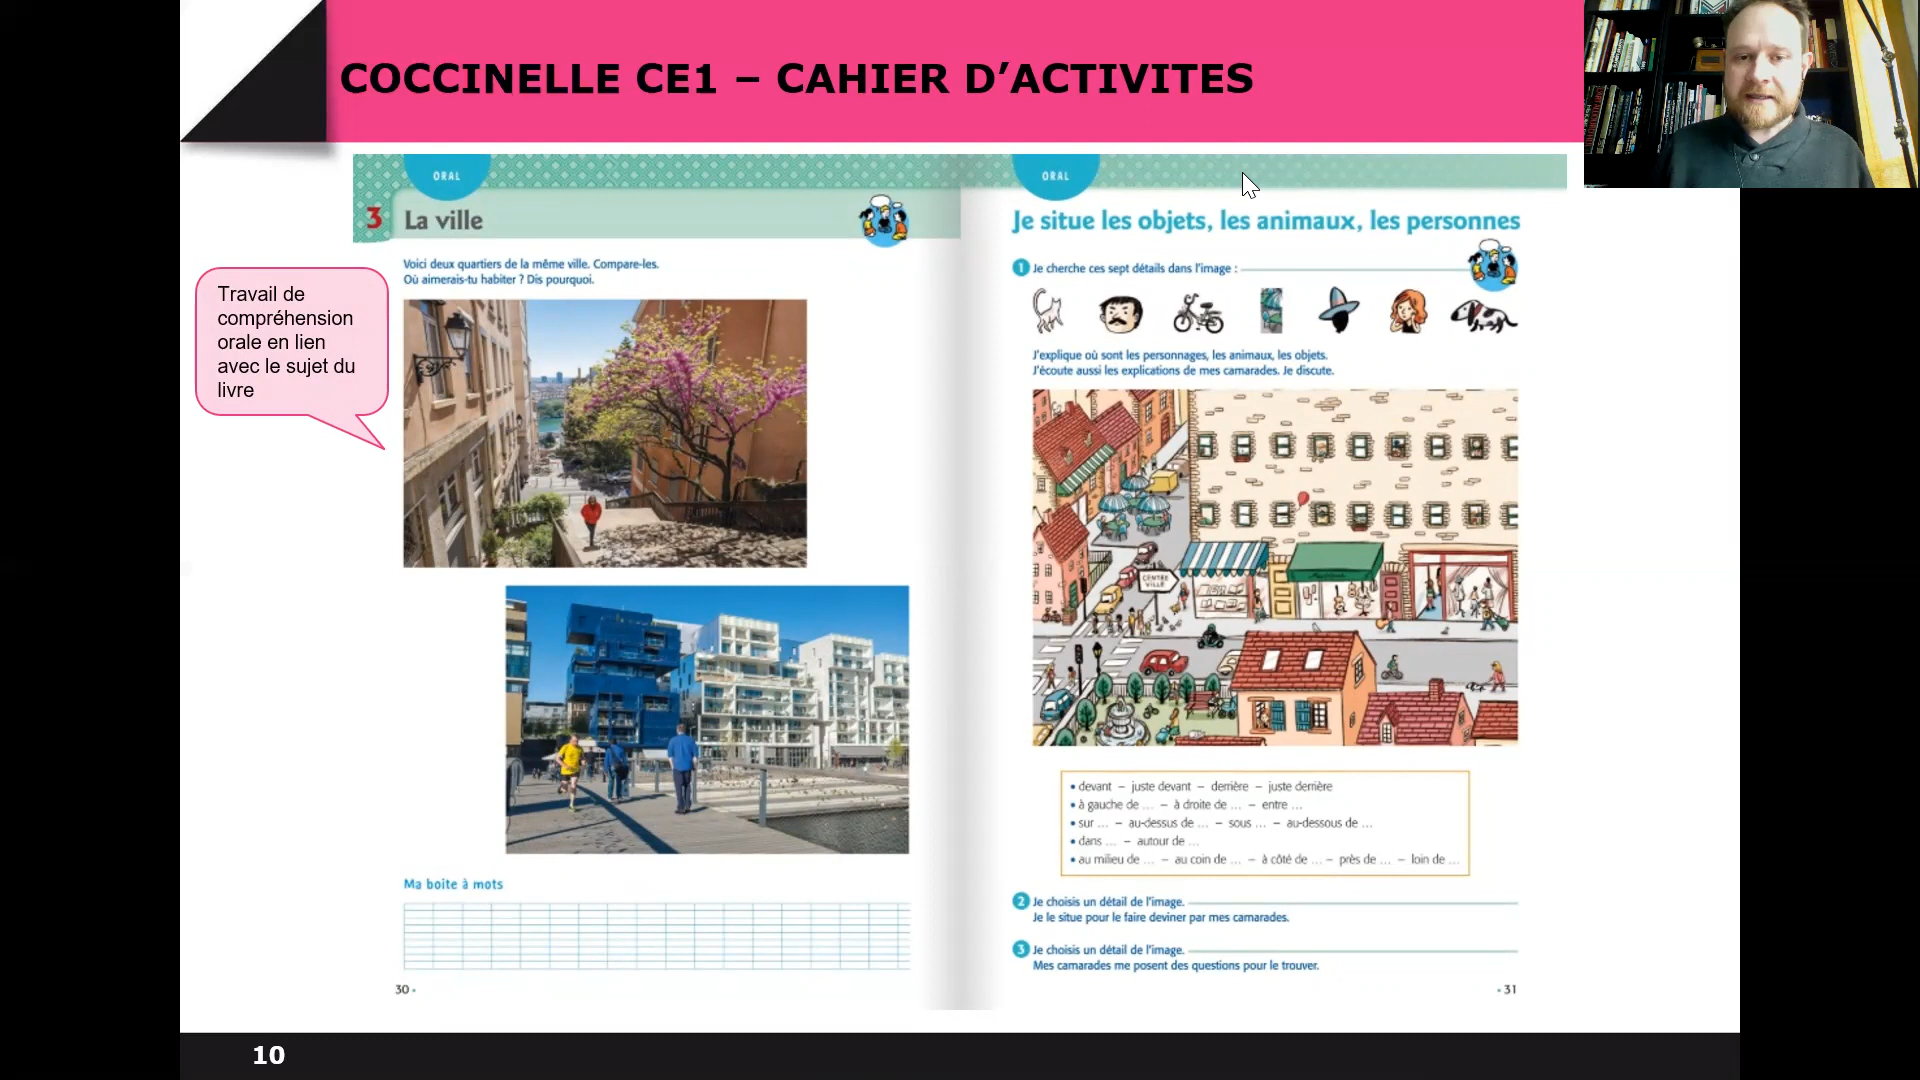 COCCINELLE CE1 – CAHIER D’ACTIVITES
Travail de
compréhension
orale en lien
avec le sujet du
livre
ORAL
3 La ville
Voici deux quartiers de la même ville. Compare-les.
Où aimerais-tu habiter ? Dis pourquoi.
Ma boite à mots
30 •
ORAL
Je situe les objets, les animaux, les personnes
1 Je cherche ces sept détails dans l’image :
J’explique où sont les personnages, les animaux, les objets.
J’écoute aussi les explications de mes camarades. Je discute.
CENTRE
VILLE
• devant – juste devant – derrière – juste derrière
• à gauche de ... – à droite de ... – entre ...
• sur ... – au-dessus de ... – sous ... – au-dessous de ...
• dans ... – autour de ...
• au milieu de ... – au coin de ... – à côté de ... – près de ... – loin de ...
2 Je choisis un détail de l’image.
Je le situe pour le faire deviner par mes camarades.
3 Je choisis un détail de l’image.
Mes camarades me posent des questions pour le trouver.
• 31
10